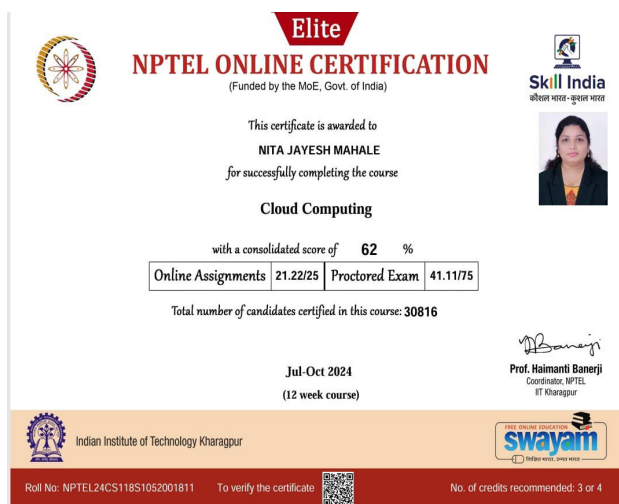 Elite
NPTEL ONLINE CERTIFICATION
(Funded by the MoE, Govt. of India)
Skill India
कौशल भारत - कुशल भारत
This certificate is awarded to
NITA JAYESH MAHALE
for successfully completing the course
Cloud Computing
with a consolidated score of 62 %
Online Assignments 21.22/25 Proctored Exam 41.11/75
Total number of candidates certified in this course: 30816
Jul-Oct 2024
(12 week course)
Prof. Haimanti Banerji
Coordinator, NPTEL
IIT Kharagpur
Indian Institute of Technology Kharagpur
FREE ONLINE EDUCATION
swayam
शिक्षित भारत, उन्नत भारत
Roll No: NPTEL24CS118S1052001811 To verify the certificate No. of credits recommended: 3 or 4